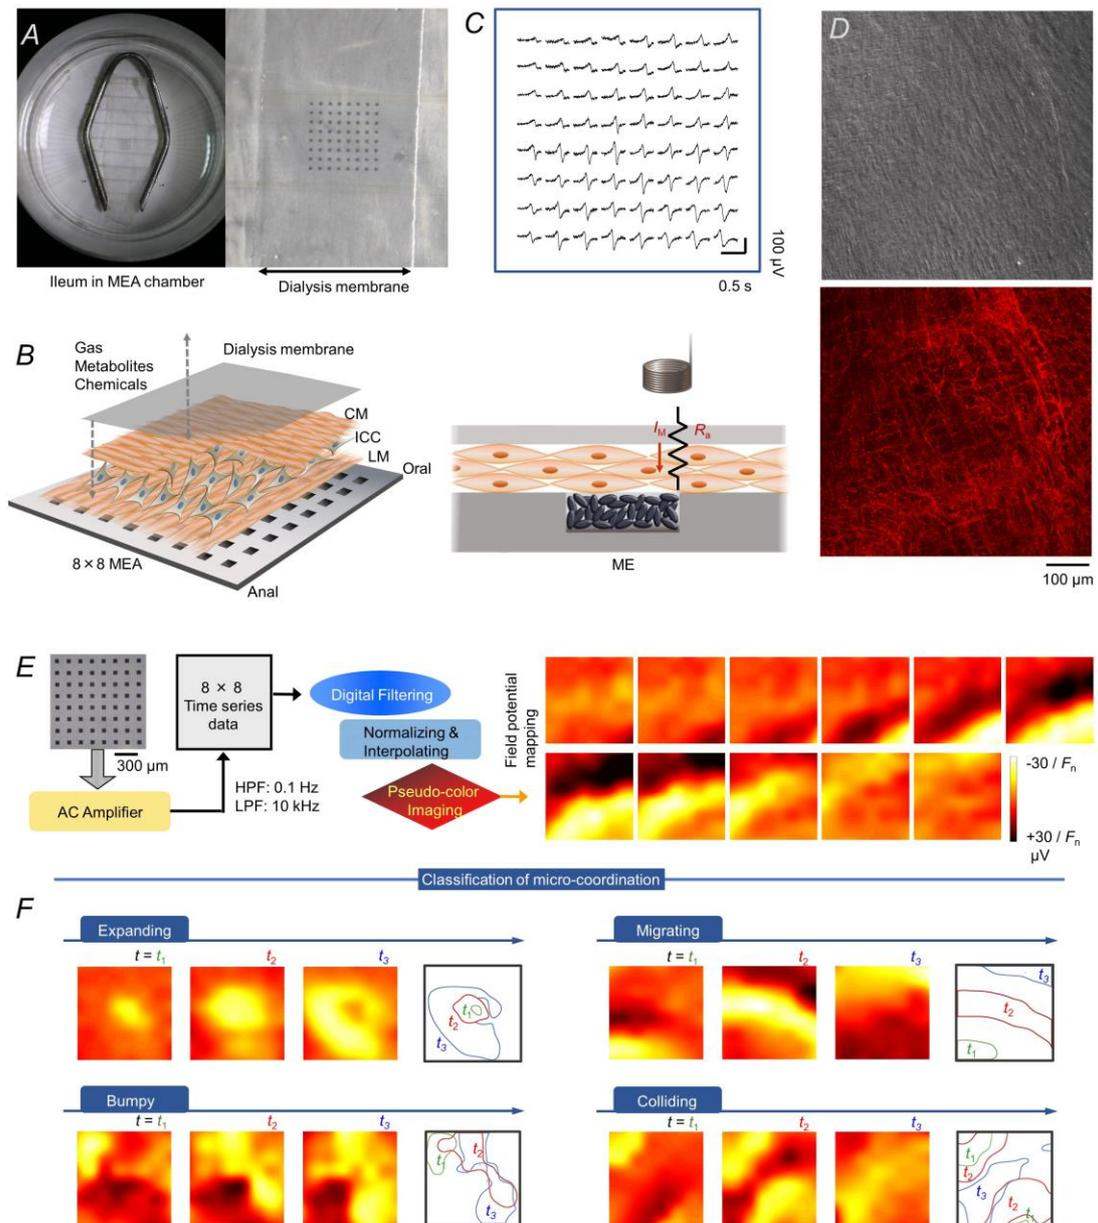 A
Ileum in MEA chamber
Dialysis membrane
C
100 µV
0.5 s
D
100 µm
B
Gas
Metabolites
Chemicals
Dialysis membrane
CM
ICC
LM
Oral
8 × 8 MEA
Anal
I_M
R_a
ME
E
300 µm
AC Amplifier
8 × 8
Time series
data
HPF: 0.1 Hz
LPF: 10 kHz
Digital Filtering
Normalizing &
Interpolating
Pseudo-color
Imaging
Field potential
mapping
-30 / F_n
+30 / F_n
µV
Classification of micro-coordination
F
Expanding
t = t_1
t_2
t_3
t_1
t_2
t_3
Migrating
t = t_1
t_2
t_3
t_3
t_2
t_1
Bumpy
t = t_1
t_2
t_3
t_1
t_2
t_3
Colliding
t = t_1
t_2
t_3
t_1
t_2
t_3
t_2
t_1